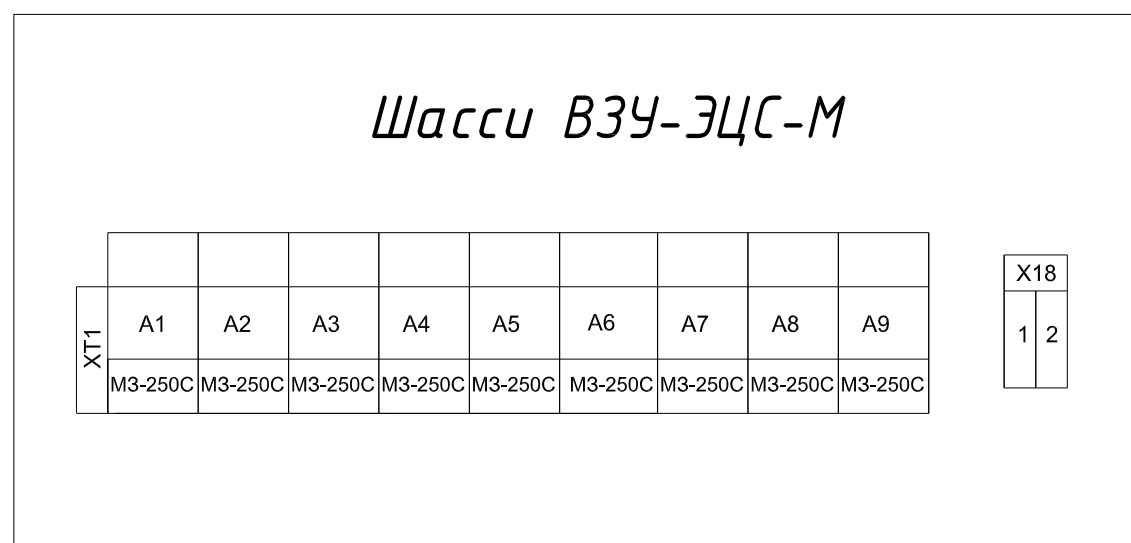 Шасси ВЗУ-ЭЦС-М
X18
XT1 A1 A2 A3 A4 A5 A6 A7 A8 A9 1 2
М3-250С М3-250С М3-250С М3-250С М3-250С М3-250С М3-250С М3-250С М3-250С